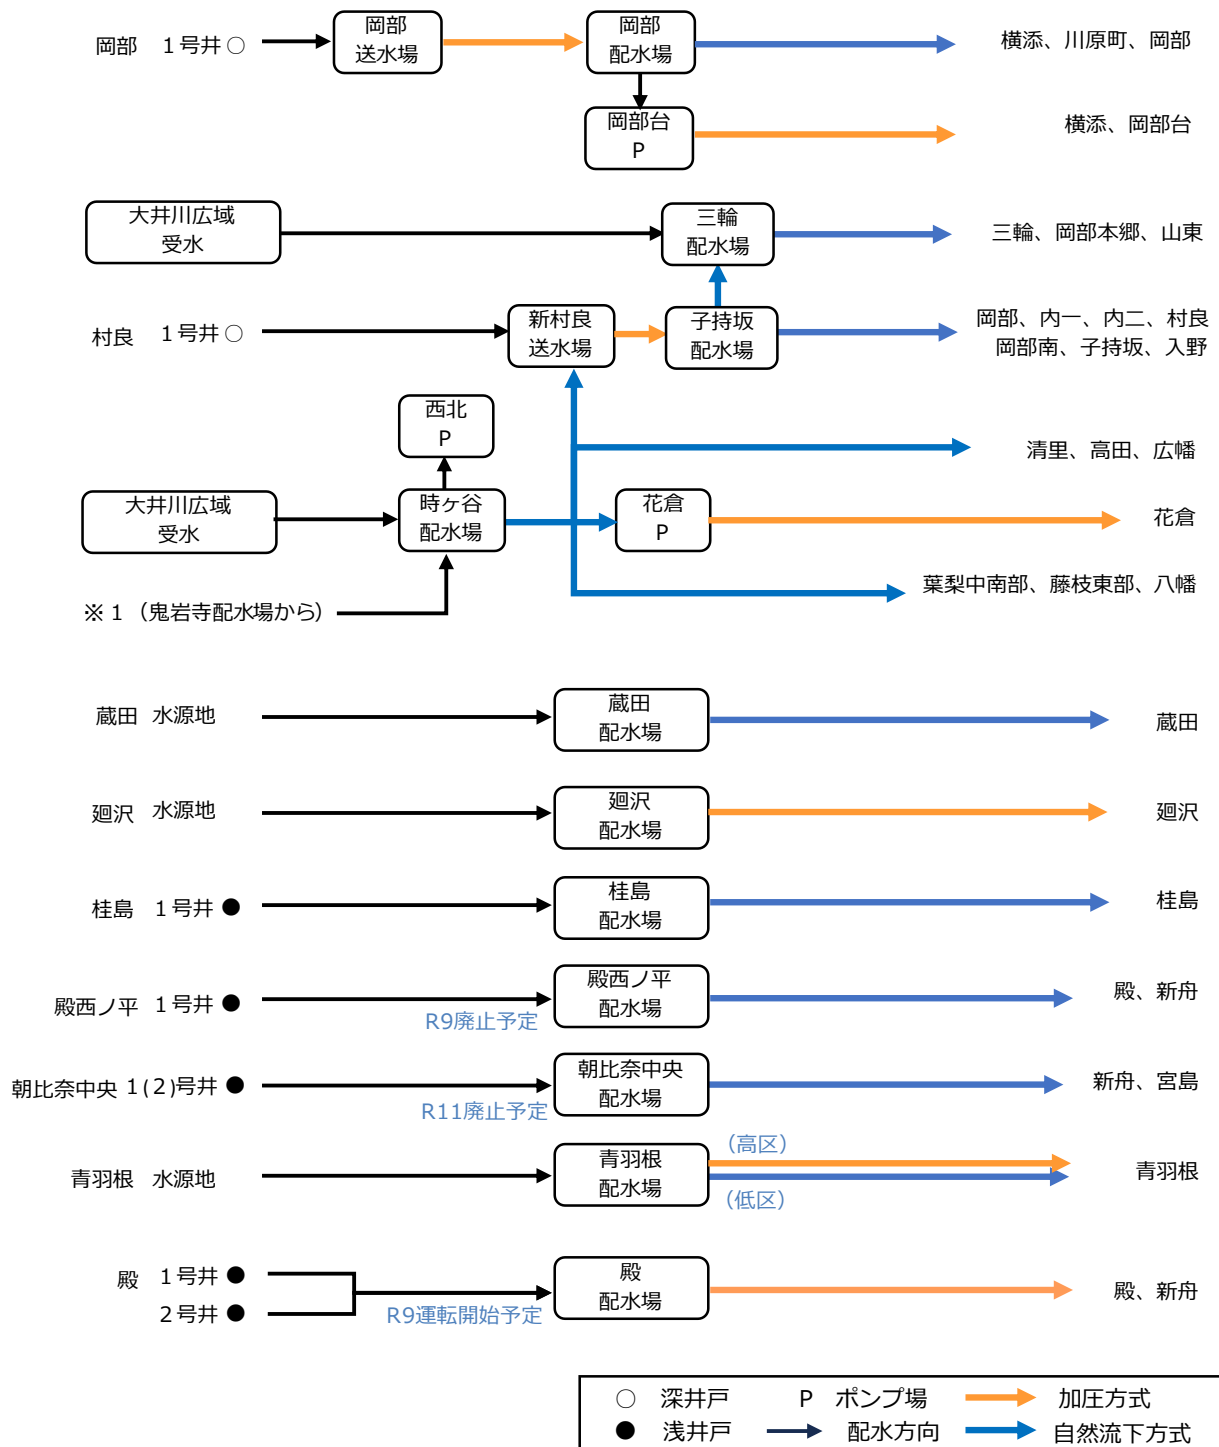 岡部 1号井 ○
岡部
送水場
岡部
配水場
横添、川原町、岡部
岡部台
P
横添、岡部台
大井川広域
受水
三輪
配水場
三輪、岡部本郷、山東
村良 1号井 ○
新村良
送水場
子持坂
配水場
岡部、内一、内二、村良
岡部南、子持坂、入野
西北
P
清里、高田、広幡
大井川広域
受水
時ヶ谷
配水場
花倉
P
花倉
葉梨中南部、藤枝東部、八幡
※1(鬼岩寺配水場から)
蔵田 水源地
蔵田
配水場
蔵田
廻沢 水源地
廻沢
配水場
廻沢
桂島 1号井 ●
桂島
配水場
桂島
殿西ノ平 1号井 ●
R9廃止予定
殿西ノ平
配水場
殿、新舟
朝比奈中央 1(2)号井 ●
R11廃止予定
朝比奈中央
配水場
新舟、宮島
青羽根 水源地
青羽根
配水場
(高区)
(低区)
青羽根
殿 1号井 ●
2号井 ●
R9運転開始予定
殿
配水場
殿、新舟
○ 深井戸 P ポンプ場 加圧方式
● 浅井戸 配水方向 自然流下方式